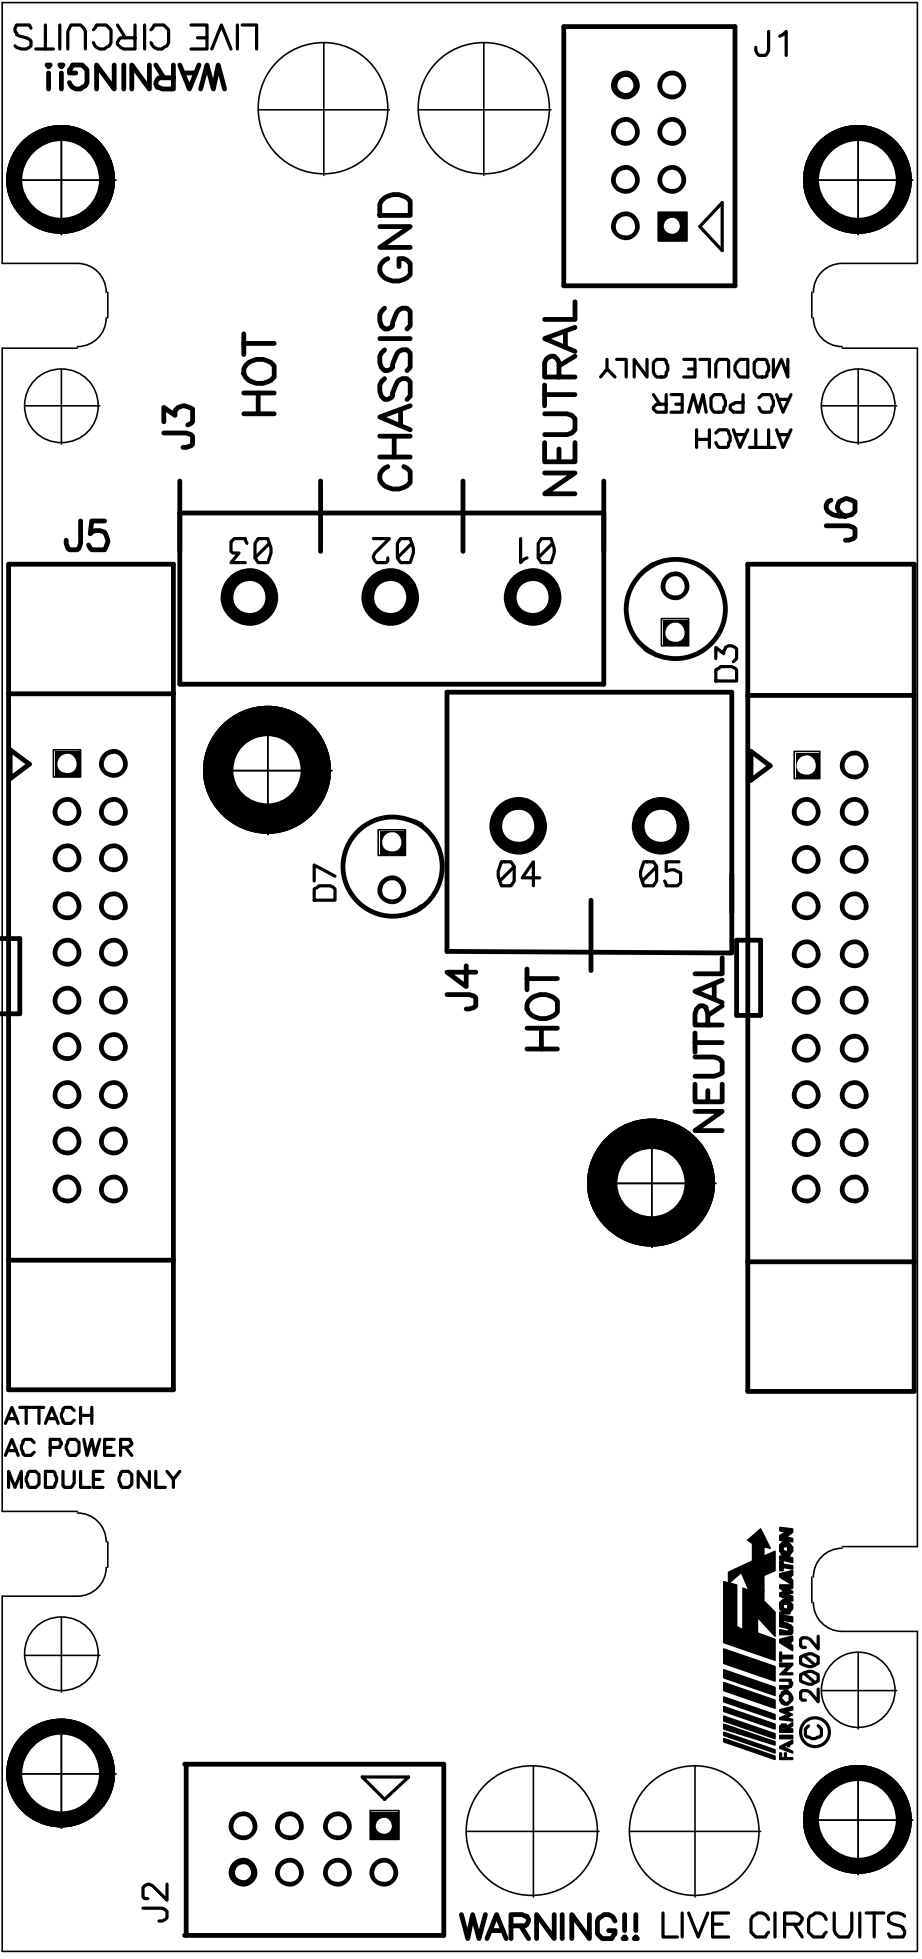 LIVE CIRCUITS
WARNING!!
J1
CHASSIS GND
HOT
NEUTRAL
J3
ATTACH
AC POWER
MODULE ONLY
J5
J6
03
02
01
D3
D7
04
05
J4
HOT
NEUTRAL
ATTACH
AC POWER
MODULE ONLY
FA
FAIRMOUNT AUTOMATION
© 2002
J2
WARNING!! LIVE CIRCUITS